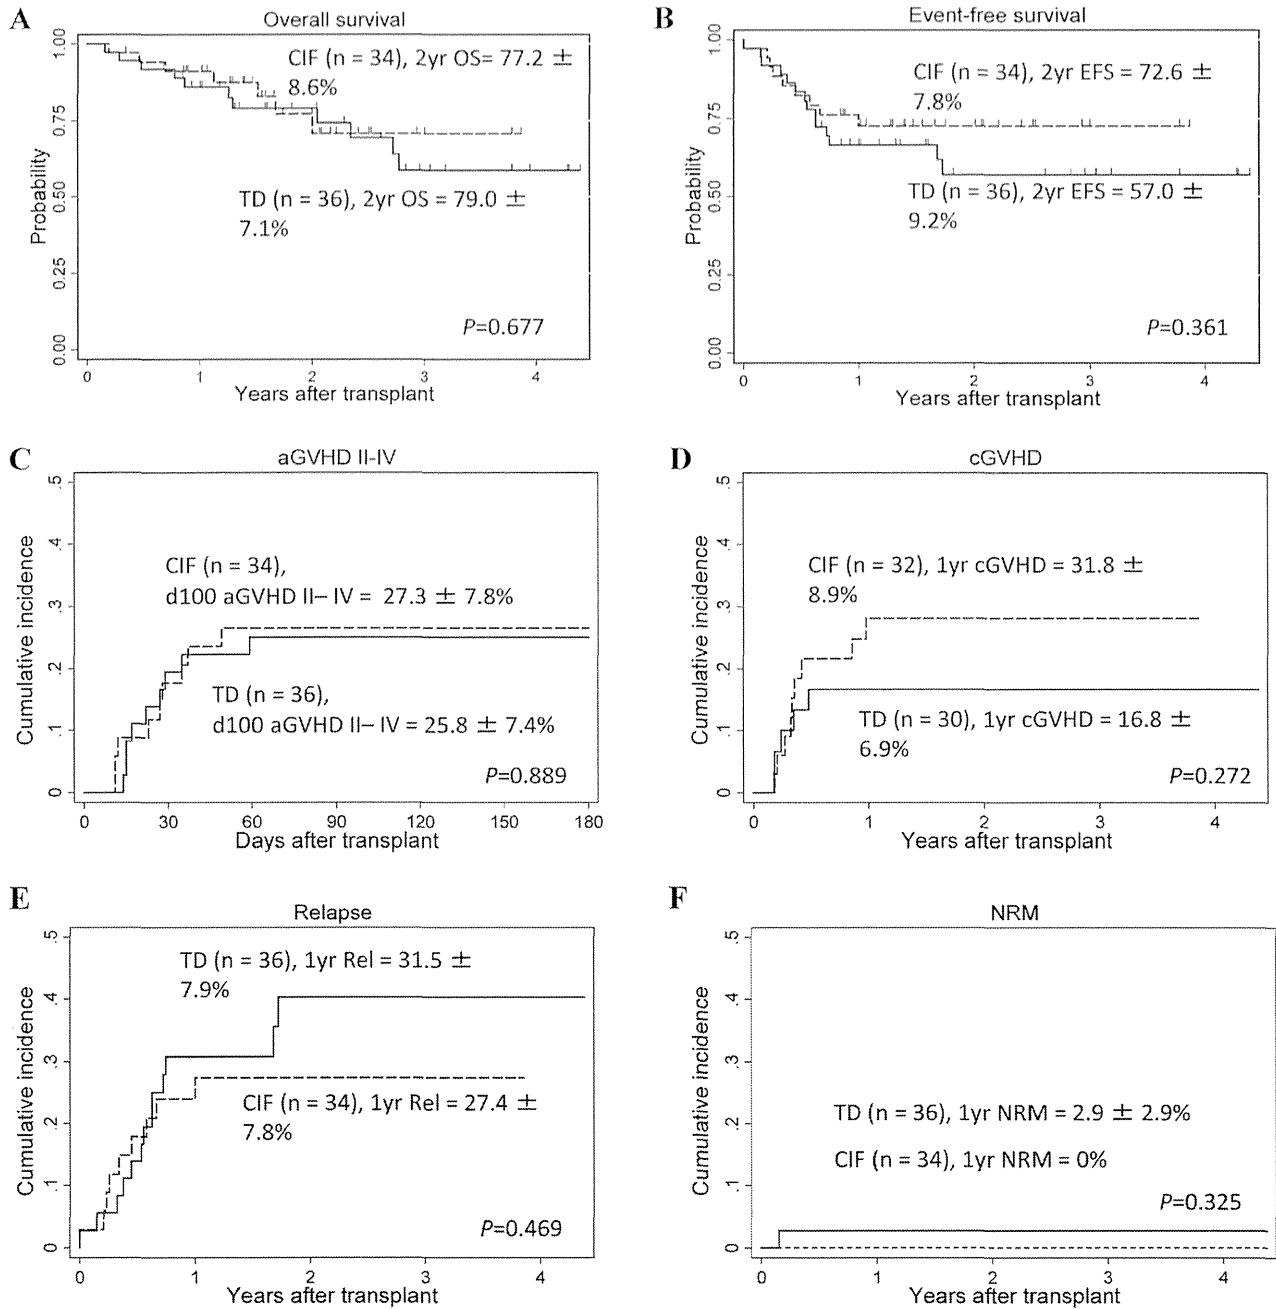 A
Overall survival
CIF (n = 34), 2yr OS= 77.2 ±
8.6%
TD (n = 36), 2yr OS = 79.0 ±
7.1%
P=0.677
Probability
1.00
0.75
0.50
0.25
0.00
0 1 2 3 4
Years after transplant
B
Event-free survival
CIF (n = 34), 2yr EFS = 72.6 ±
7.8%
TD (n = 36), 2yr EFS = 57.0 ±
9.2%
P=0.361
Probability
1.00
0.75
0.50
0.25
0.00
0 1 2 3 4
Years after transplant
C
aGVHD II-IV
CIF (n = 34),
d100 aGVHD II– IV = 27.3 ± 7.8%
TD (n = 36),
d100 aGVHD II– IV = 25.8 ± 7.4%
P=0.889
Cumulative incidence
.5
.4
.3
.2
.1
0
0 30 60 90 120 150 180
Days after transplant
D
cGVHD
CIF (n = 32), 1yr cGVHD = 31.8 ±
8.9%
TD (n = 30), 1yr cGVHD = 16.8 ±
6.9%
P=0.272
Cumulative incidence
.5
.4
.3
.2
.1
0
0 1 2 3 4
Years after transplant
E
Relapse
TD (n = 36), 1yr Rel = 31.5 ±
7.9%
CIF (n = 34), 1yr Rel = 27.4 ±
7.8%
P=0.469
Cumulative incidence
.5
.4
.3
.2
.1
0
0 1 2 3 4
Years after transplant
F
NRM
TD (n = 36), 1yr NRM = 2.9 ± 2.9%
CIF (n = 34), 1yr NRM = 0%
P=0.325
Cumulative incidence
.5
.4
.3
.2
.1
0
0 1 2 3 4
Years after transplant